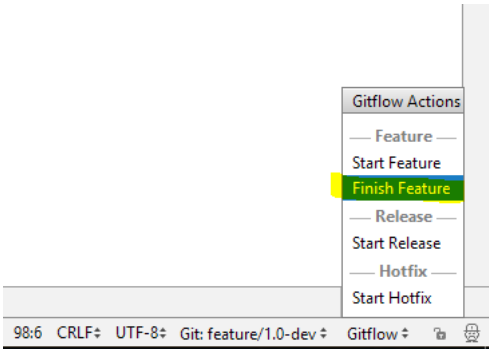 Gitflow Actions
Feature
Start Feature
Finish Feature
Release
Start Release
Hotfix
Start Hotfix
98:6 CRLF UTF-8 Git: feature/1.0-dev Gitflow